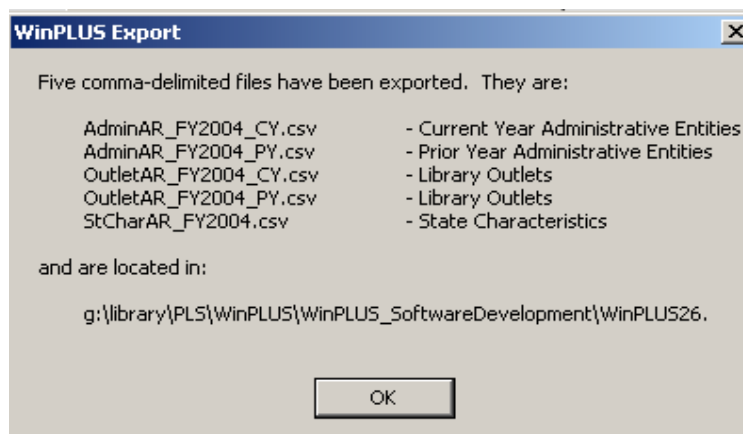 WinPLUS Export
Five comma-delimited files have been exported. They are:
AdminAR_FY2004_CY.csv - Current Year Administrative Entities
AdminAR_FY2004_PY.csv - Prior Year Administrative Entities
OutletAR_FY2004_CY.csv - Library Outlets
OutletAR_FY2004_PY.csv - Library Outlets
StCharAR_FY2004.csv - State Characteristics
and are located in:
g:\library\PLS\WinPLUS\WinPLUS_SoftwareDevelopment\WinPLUS26.
OK